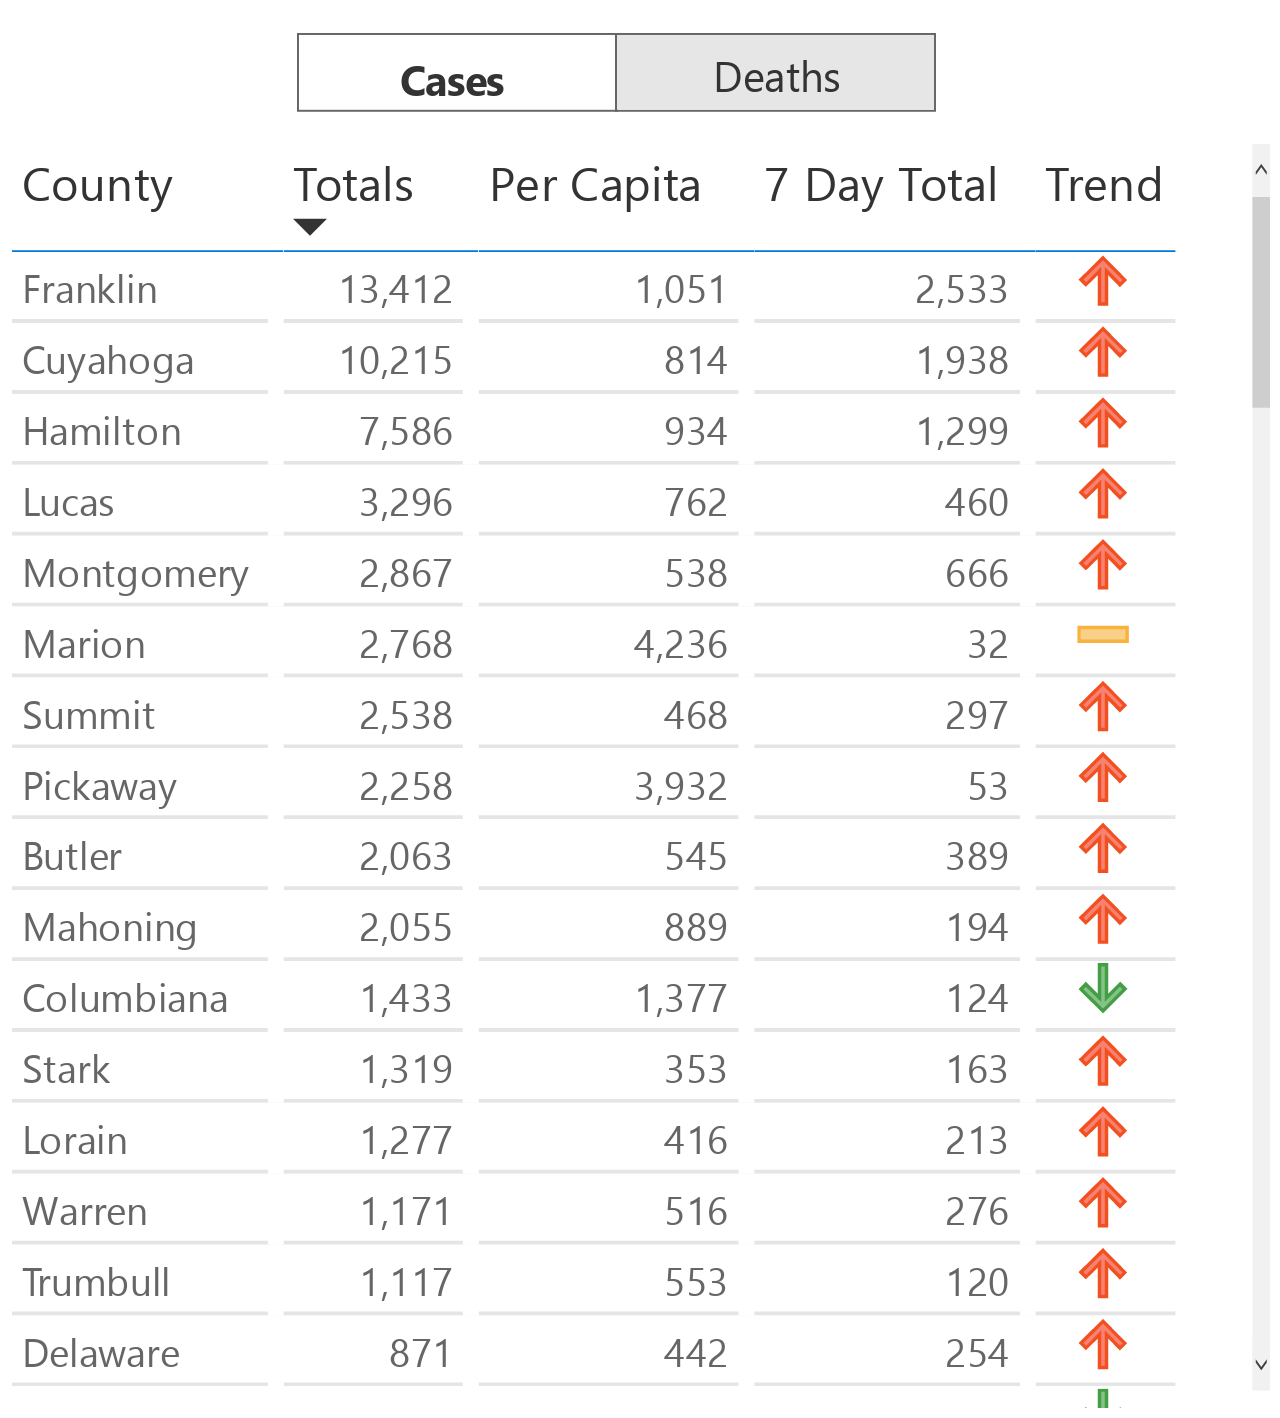 Cases Deaths
County Totals Per Capita 7 Day Total Trend
Franklin 13,412 1,051 2,533
Cuyahoga 10,215 814 1,938
Hamilton 7,586 934 1,299
Lucas 3,296 762 460
Montgomery 2,867 538 666
Marion 2,768 4,236 32
Summit 2,538 468 297
Pickaway 2,258 3,932 53
Butler 2,063 545 389
Mahoning 2,055 889 194
Columbiana 1,433 1,377 124
Stark 1,319 353 163
Lorain 1,277 416 213
Warren 1,171 516 276
Trumbull 1,117 553 120
Delaware 871 442 254